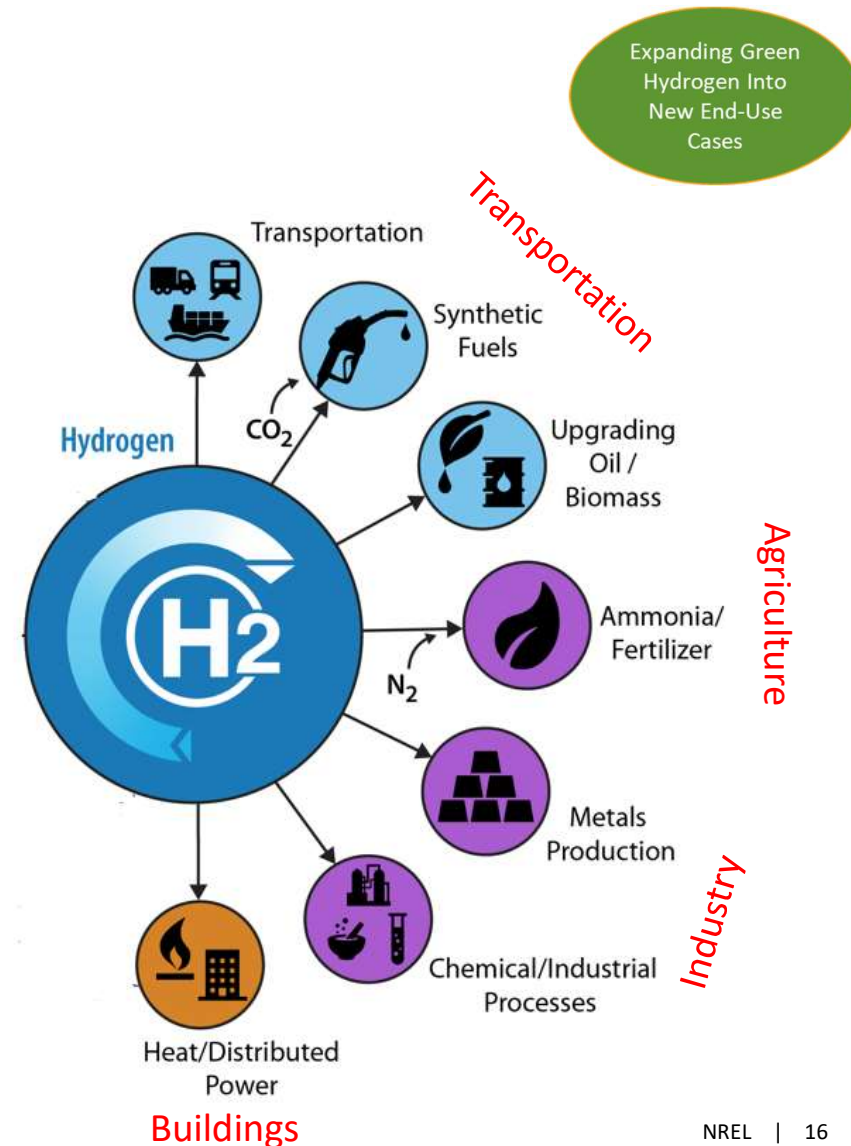 Expanding Green
Hydrogen Into
New End-Use
Cases
Transportation
Transportation
Synthetic
Fuels
CO₂
Hydrogen
Upgrading
Oil /
Biomass
Agriculture
H2
Ammonia/
Fertilizer
N₂
Metals
Production
Industry
Chemical/Industrial
Processes
Heat/Distributed
Power
Buildings
NREL | 16